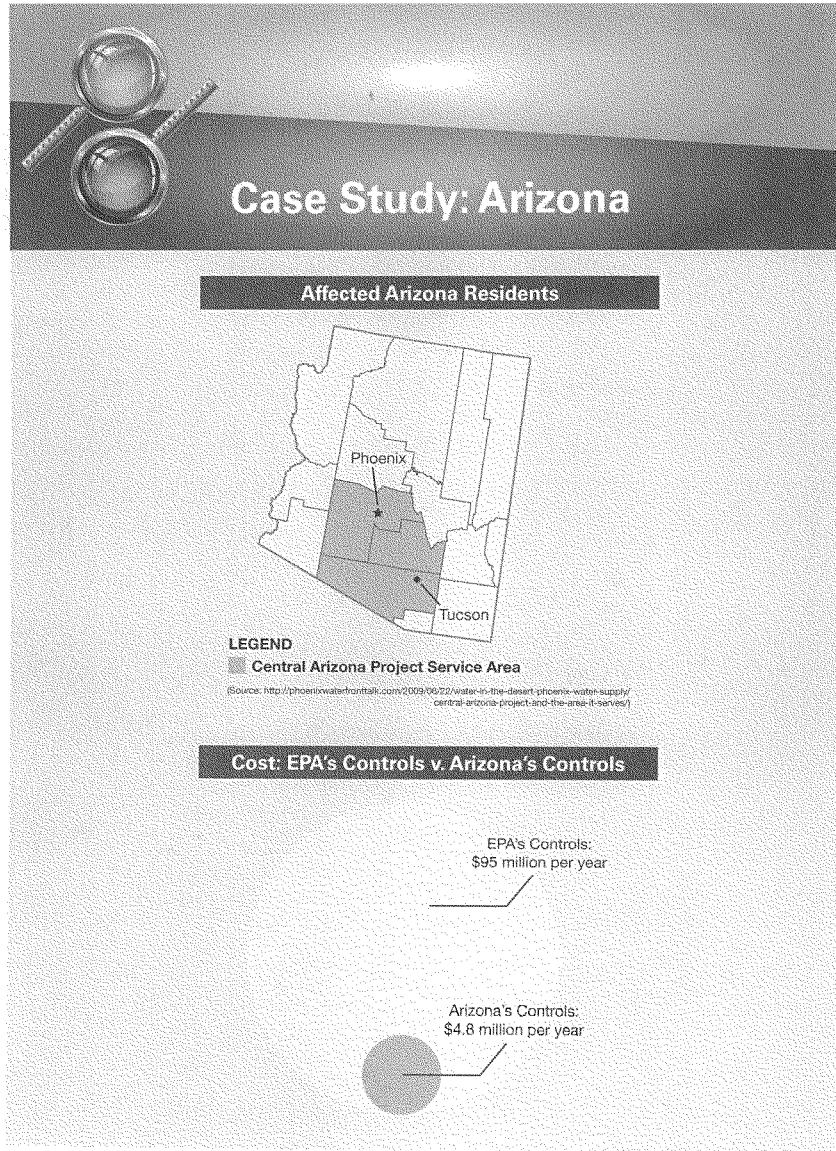 Case Study: Arizona
Affected Arizona Residents
Phoenix
Tucson
LEGEND
Central Arizona Project Service Area
(Source: http://phoenixwaterfronttalk.com/2009/06/22/water-in-the-desert-phoenix-water-supply/
central-arizona-project-and-the-area-it-serves/)
Cost: EPA's Controls v. Arizona's Controls
EPA's Controls:
$95 million per year
Arizona's Controls:
$4.8 million per year